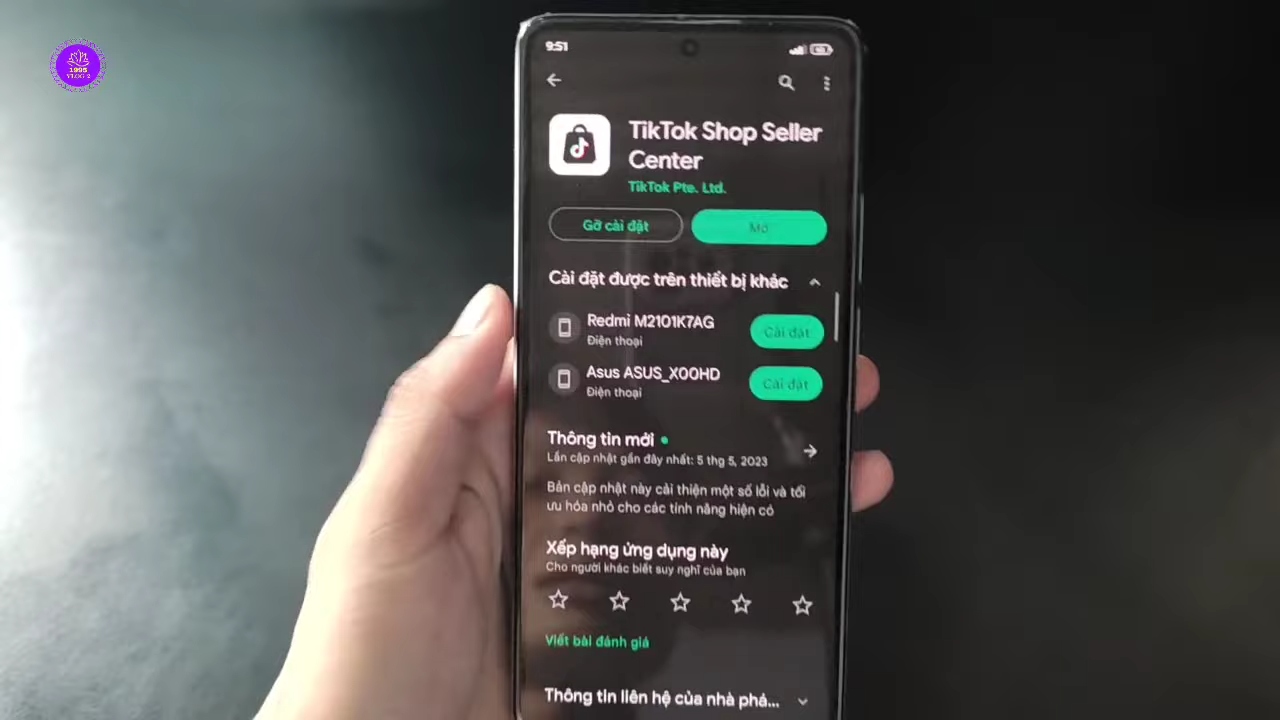 1995
VLOG 2
9:51
TikTok Shop Seller
Center
TikTok Pte. Ltd.
Gỡ cài đặt
Mở
Cài đặt được trên thiết bị khác
Redmi M2101K7AG
Điện thoại
Cài đặt
Asus ASUS_X00HD
Điện thoại
Cài đặt
Thông tin mới
Lần cập nhật gần đây nhất: 5 thg 5, 2023
Bản cập nhật này cải thiện một số lỗi và tối
ưu hóa nhỏ cho các tính năng hiện có
Xếp hạng ứng dụng này
Cho người khác biết suy nghĩ của bạn
Viết bài đánh giá
Thông tin liên hệ của nhà phá...